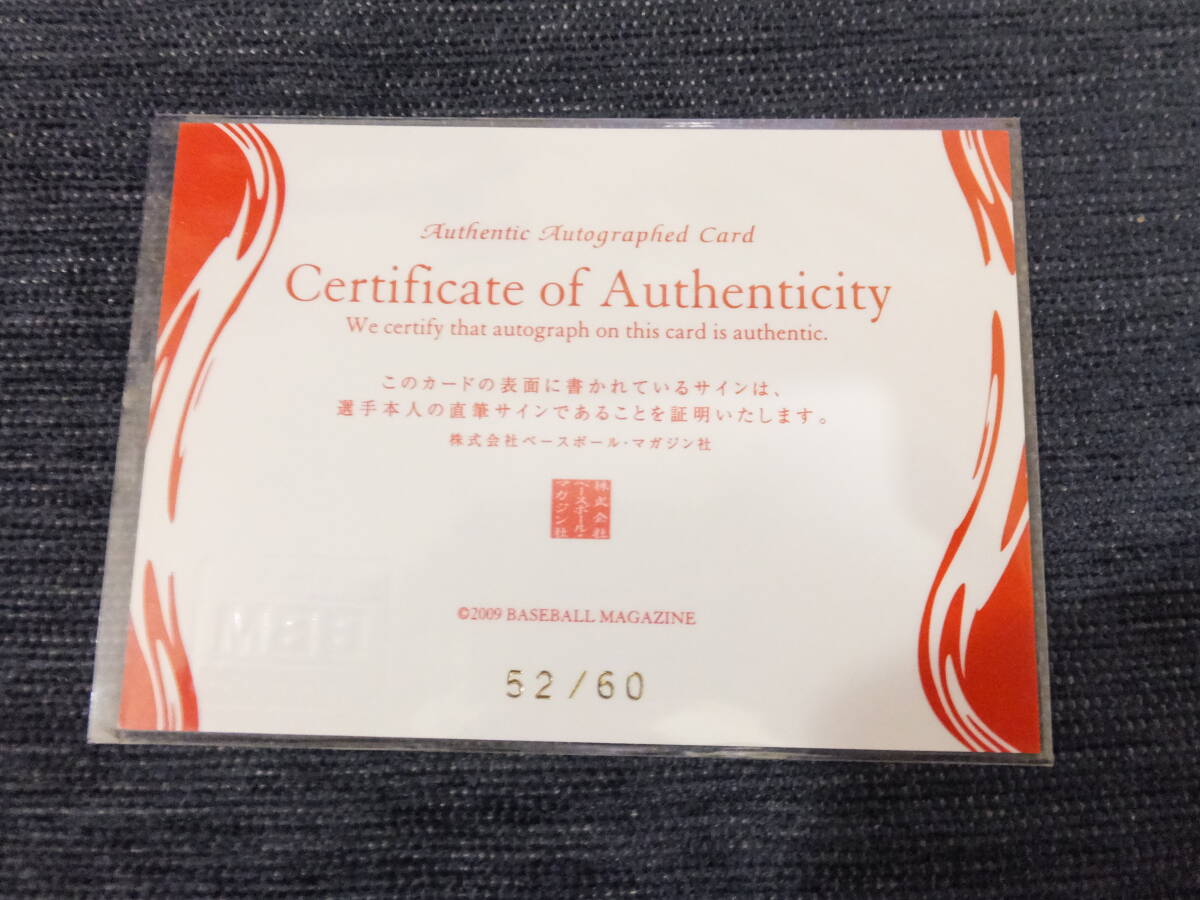 Authentic Autographed Card
Certificate of Authenticity
We certify that autograph on this card is authentic.
このカードの表面に書かれているサインは、
選手本人の直筆サインであることを証明いたします。
株式会社ベースボール・マガジン社
株式会社
ベースボール・
マガジン社
BBM
©2009 BASEBALL MAGAZINE
52/60